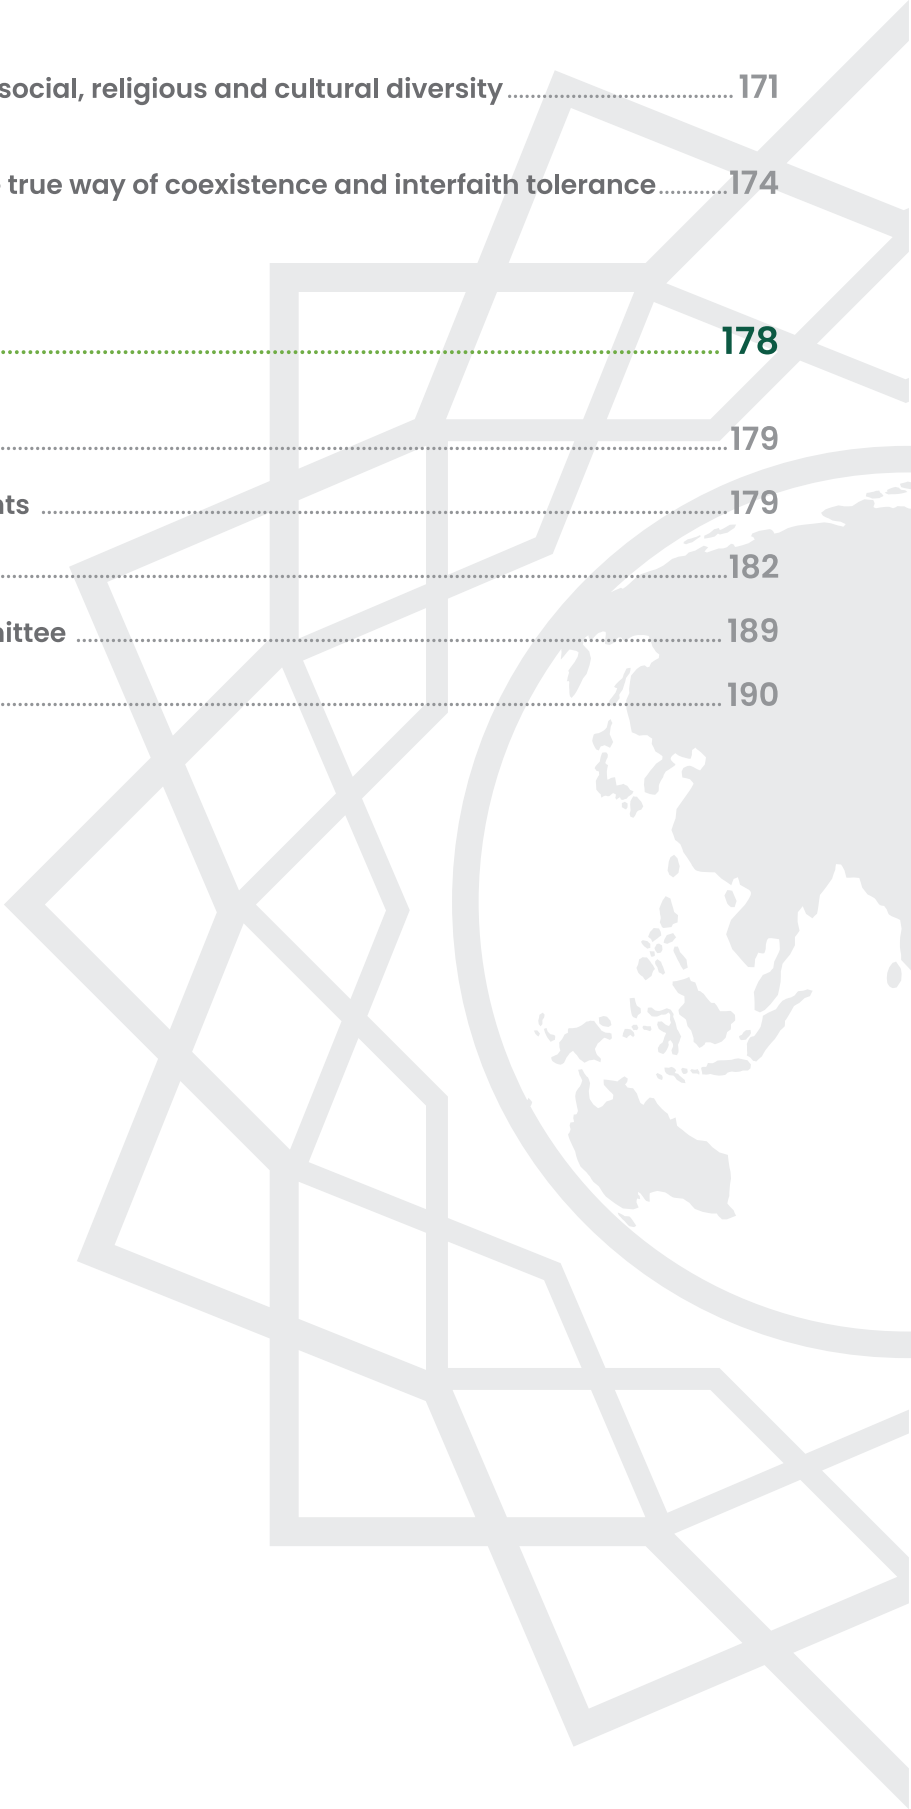 social, religious and cultural diversity ........ 171
true way of coexistence and interfaith tolerance ........ 174
........ 178
........ 179
nts ........ 179
........ 182
ittee ........ 189
........ 190